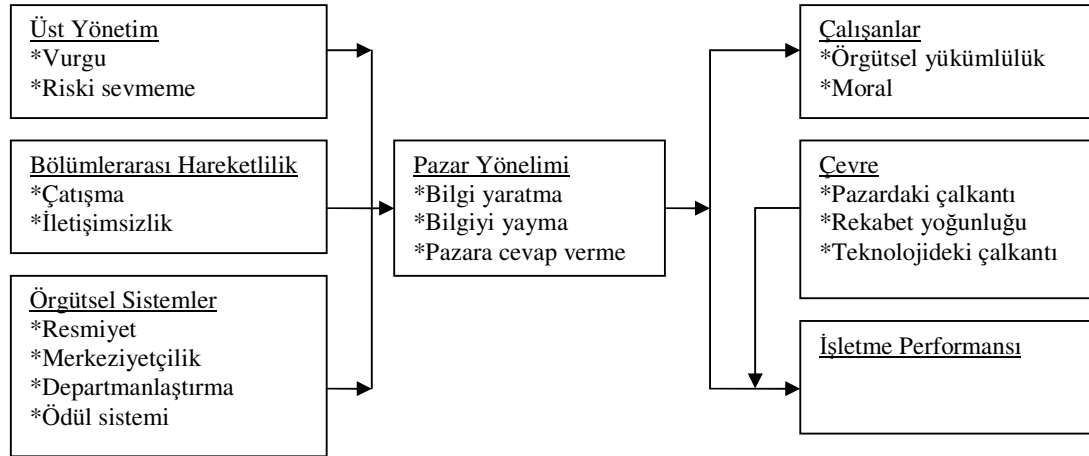 Üst Yönetim
*Vurgu
*Riski sevmeme
Bölümlerarası Hareketlilik
*Çatışma
*İletişimsizlik
Örgütsel Sistemler
*Resmiyet
*Merkeziyetçilik
*Departmanlaştırma
*Ödül sistemi
Pazar Yönelimi
*Bilgi yaratma
*Bilgiyi yayma
*Pazara cevap verme
Çalışanlar
*Örgütsel yükümlülük
*Moral
Çevre
*Pazardaki çalkantı
*Rekabet yoğunluğu
*Teknolojideki çalkantı
İşletme Performansı